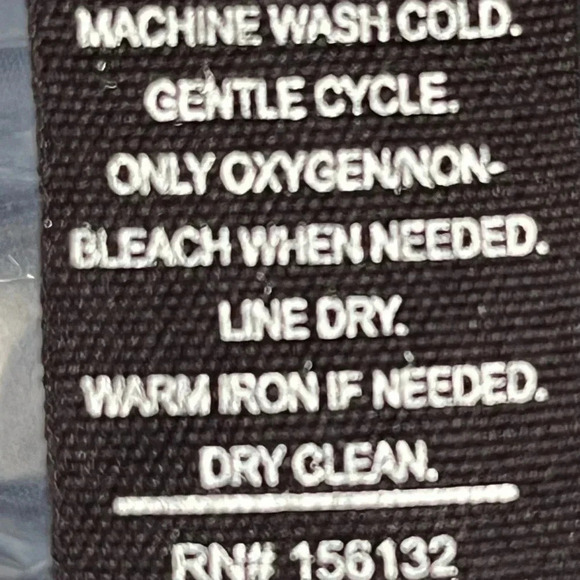 MACHINE WASH COLD.
GENTLE CYCLE.
ONLY OXYGEN/NON-
BLEACH WHEN NEEDED.
LINE DRY.
WARM IRON IF NEEDED.
DRY CLEAN.
RN# 156132